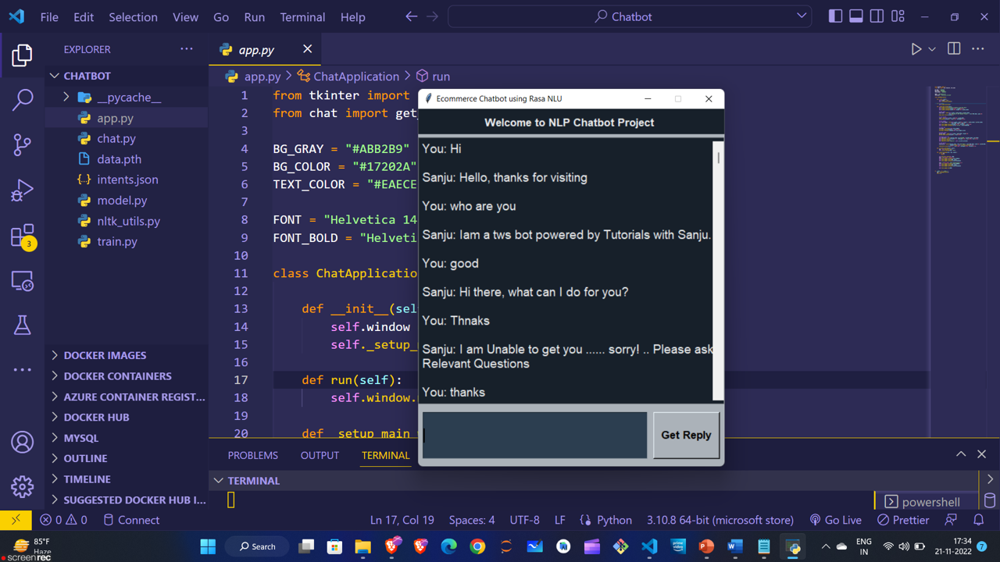 File Edit Selection View Go Run Terminal Help
Chatbot
EXPLORER
CHATBOT
__pycache__
app.py
chat.py
data.pth
intents.json
model.py
nltk_utils.py
train.py
DOCKER IMAGES
DOCKER CONTAINERS
AZURE CONTAINER REGIST...
DOCKER HUB
MYSQL
OUTLINE
TIMELINE
SUGGESTED DOCKER HUB I...
3
app.py
app.py > ChatApplication > run
1 from tkinter import
2 from chat import get
3
4 BG_GRAY = "#ABB2B9"
5 BG_COLOR = "#17202A"
6 TEXT_COLOR = "#EAECE
7
8 FONT = "Helvetica 14
9 FONT_BOLD = "Helveti
10
11 class ChatApplicatio
12
13 def __init__(sel
14 self.window
15 self._setup_
16
17 def run(self):
18 self.window.
19
20 def _setup_main_
Ecommerce Chatbot using Rasa NLU
Welcome to NLP Chatbot Project
You: Hi
Sanju: Hello, thanks for visiting
You: who are you
Sanju: Iam a tws bot powered by Tutorials with Sanju.
You: good
Sanju: Hi there, what can I do for you?
You: Thnaks
Sanju: I am Unable to get you ...... sorry! .. Please ask
Relevant Questions
You: thanks
Get Reply
PROBLEMS OUTPUT TERMINAL
TERMINAL
powershell
0 0 Connect Ln 17, Col 19 Spaces: 4 UTF-8 LF Python 3.10.8 64-bit (microsoft store) Go Live Prettier
85°F
Haze
Search
ENG
IN
17:34
21-11-2022
7
screenrec